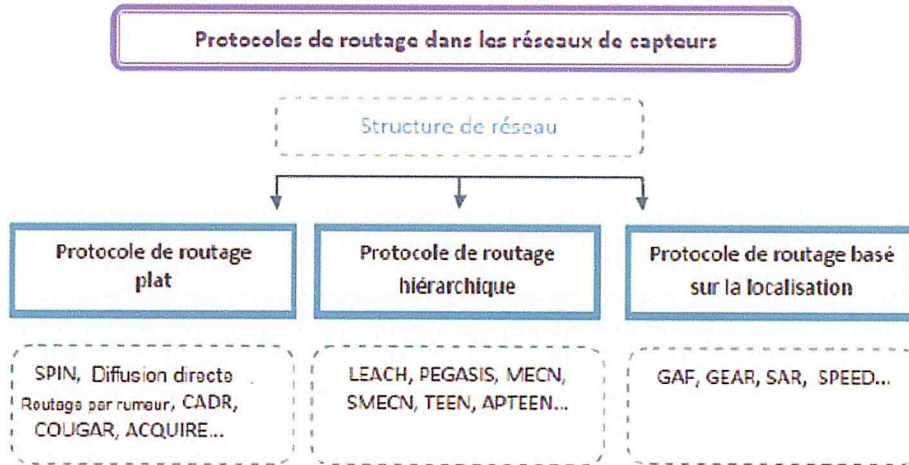 Protocoles de routage dans les réseaux de capteurs
Structure de réseau
Protocole de routage
plat
Protocole de routage
hiérarchique
Protocole de routage basé
sur la localisation
SPIN, Diffusion directe
Routage par rumeur, CADR,
COUGAR, ACQUIRE...
LEACH, PEGASIS, MECN,
SMECN, TEEN, APTEEN...
GAF, GEAR, SAR, SPEED...